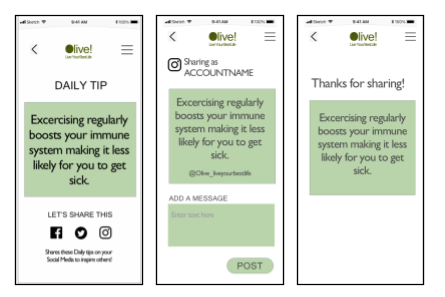 Sketch 9:41 AM 100%
Olive!
Live Your Best Life
DAILY TIP
Excercising regularly
boosts your immune
system making it less
likely for you to get
sick.
LET'S SHARE THIS
Share these Daily tips on your
Social Media to inspire others!
Sketch 9:41 AM 100%
Olive!
Live Your Best Life
Sharing as
ACCOUNTNAME
Excercising regularly
boosts your immune
system making it less
likely for you to get
sick.
@Olive_liveyourbestlife
ADD A MESSAGE
Enter text here
POST
Sketch 9:41 AM 100%
Olive!
Live Your Best Life
Thanks for sharing!
Excercising regularly
boosts your immune
system making it less
likely for you to get
sick.